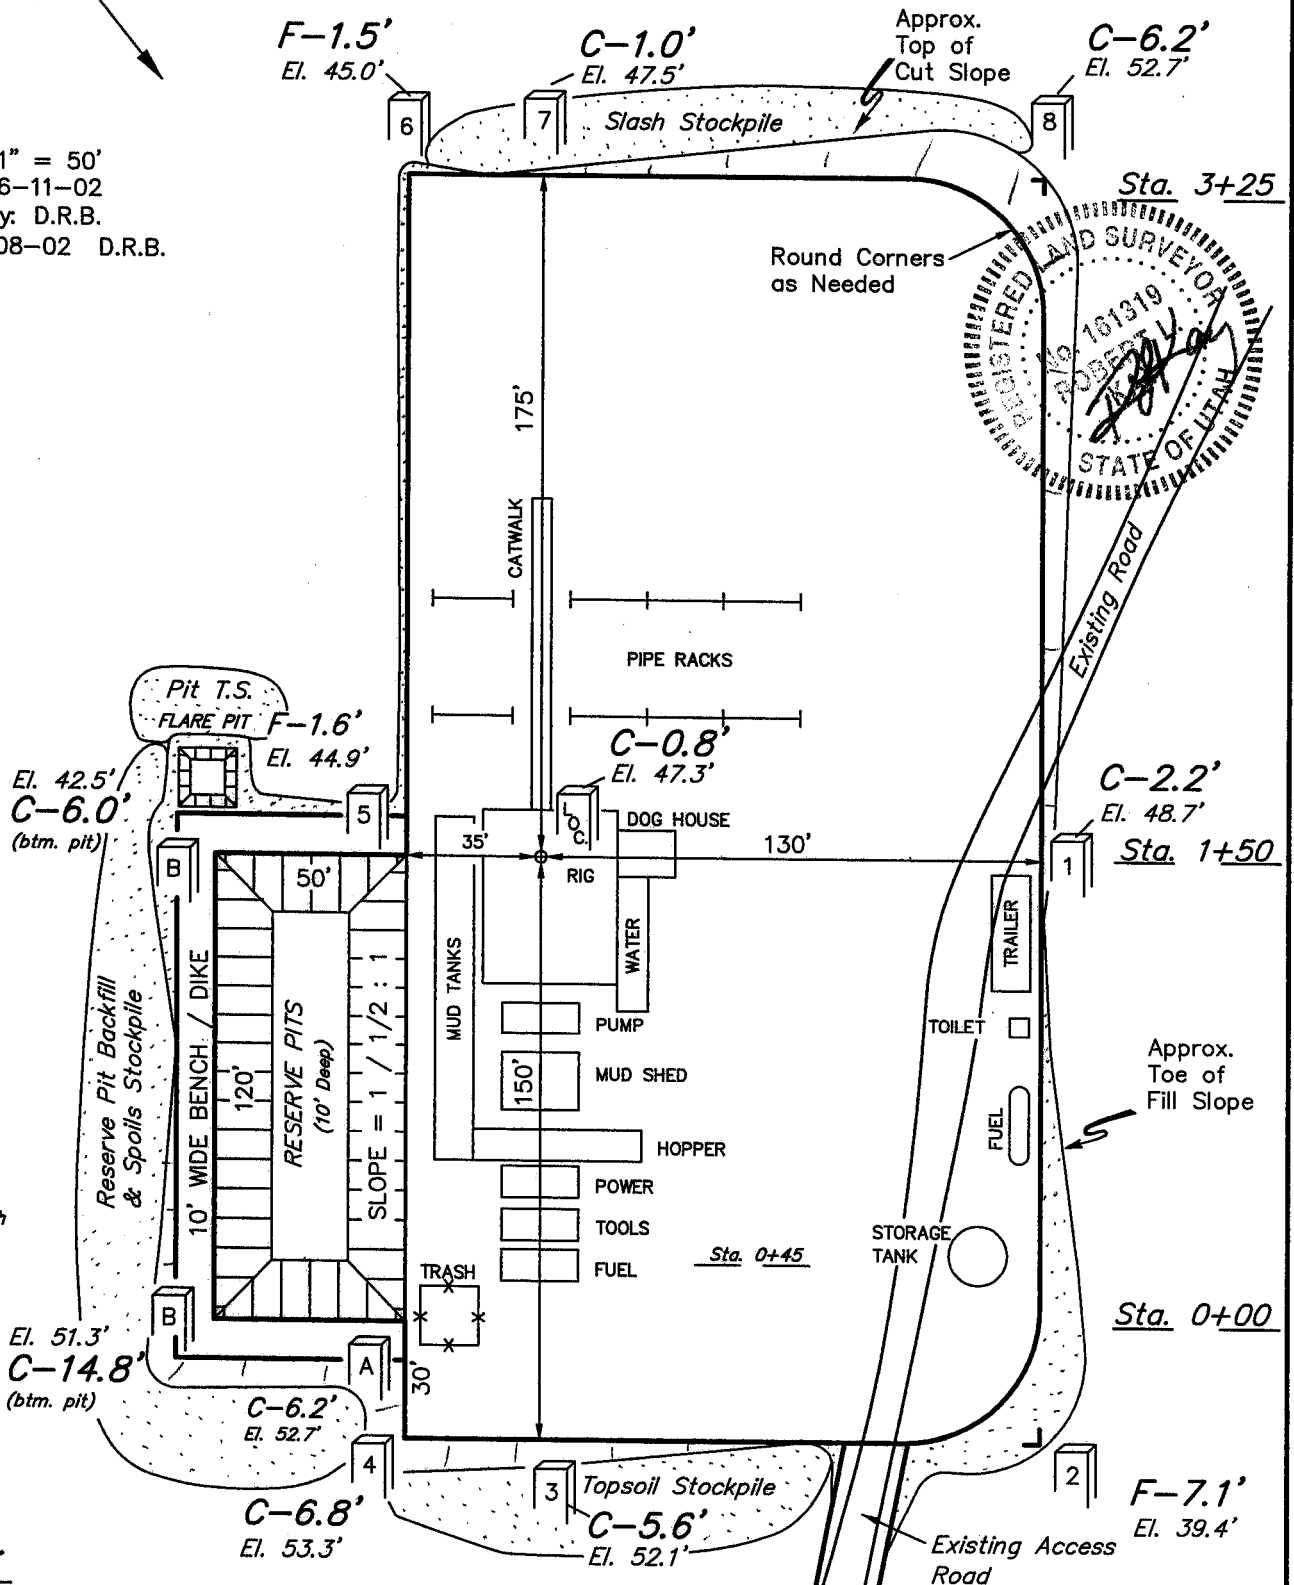 F-1.5'
El. 45.0'
C-1.0'
El. 47.5'
Approx.
Top of
Cut Slope
C-6.2'
El. 52.7'
6
7
Slash Stockpile
8
1" = 50'
6-11-02
y: D.R.B.
08-02 D.R.B.
Sta. 3+25
Round Corners
as Needed
REGISTERED LAND SURVEYOR
No. 161319
ROBERT L.
STATE OF UTAH
175'
CATWALK
Existing Road
PIPE RACKS
Pit T.S.
FLARE PIT
F-1.6'
El. 44.9'
C-0.8'
El. 47.3'
El. 42.5'
C-6.0'
(btm. pit)
C-2.2'
El. 48.7'
5
LOC.
DOG HOUSE
B
35'
130'
1
Sta. 1+50
50'
RIG
TRAILER
WATER
MUD TANKS
10' WIDE BENCH / DIKE
Reserve Pit Backfill
& Spoils Stockpile
RESERVE PITS
(10' Deep)
SLOPE = 1 1/2 : 1
120'
PUMP
TOILET
MUD SHED
150'
Approx.
Toe of
Fill Slope
FUEL
HOPPER
POWER
TOOLS
STORAGE
TANK
Sta. 0+45
FUEL
TRASH
B
El. 51.3'
C-14.8'
(btm. pit)
Sta. 0+00
A
30'
C-6.2'
El. 52.7'
4
3
Topsoil Stockpile
2
C-6.8'
El. 53.3'
C-5.6'
El. 52.1'
F-7.1'
El. 39.4'
Existing Access
Road